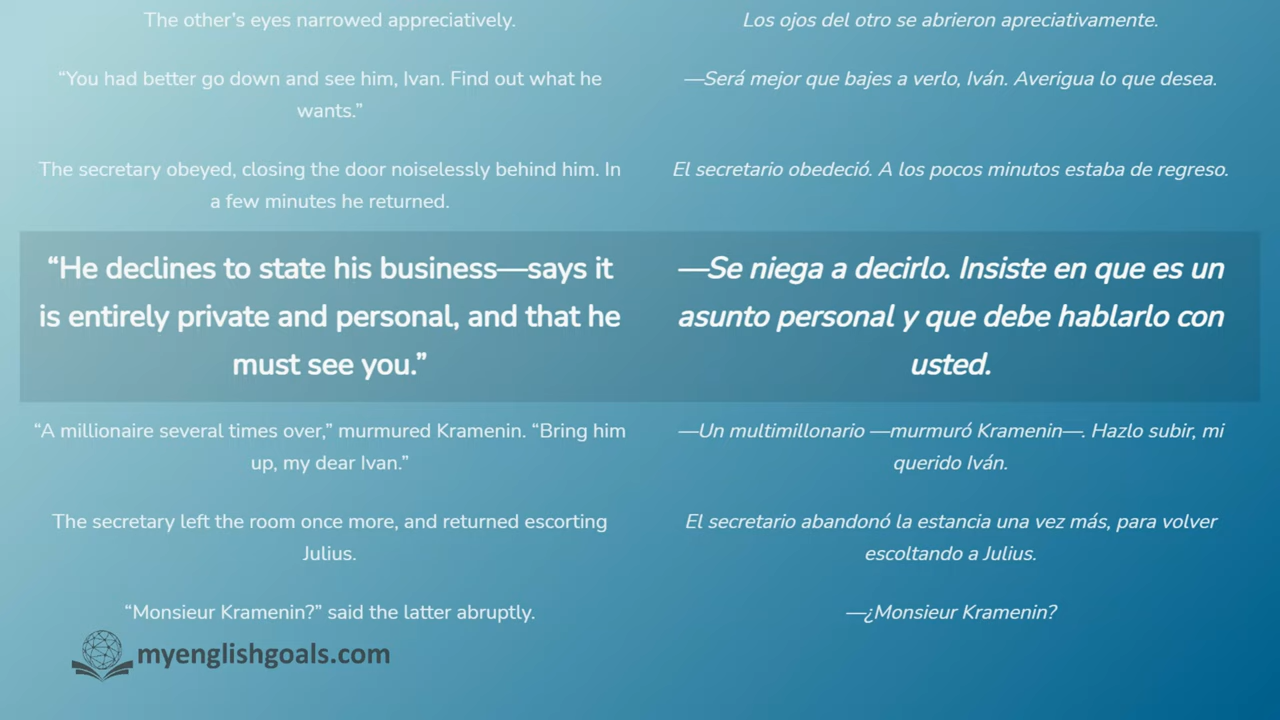 The other’s eyes narrowed appreciatively.
Los ojos del otro se abrieron apreciativamente.
“You had better go down and see him, Ivan. Find out what he
wants.”
—Será mejor que bajes a verlo, Iván. Averigua lo que desea.
The secretary obeyed, closing the door noiselessly behind him. In
a few minutes he returned.
El secretario obedeció. A los pocos minutos estaba de regreso.
“He declines to state his business—says it
is entirely private and personal, and that he
must see you.”
—Se niega a decirlo. Insiste en que es un
asunto personal y que debe hablarlo con
usted.
“A millionaire several times over,” murmured Kramenin. “Bring him
up, my dear Ivan.”
—Un multimillonario —murmuró Kramenin—. Hazlo subir, mi
querido Iván.
The secretary left the room once more, and returned escorting
Julius.
El secretario abandonó la estancia una vez más, para volver
escoltando a Julius.
“Monsieur Kramenin?” said the latter abruptly.
—¿Monsieur Kramenin?
myenglishgoals.com